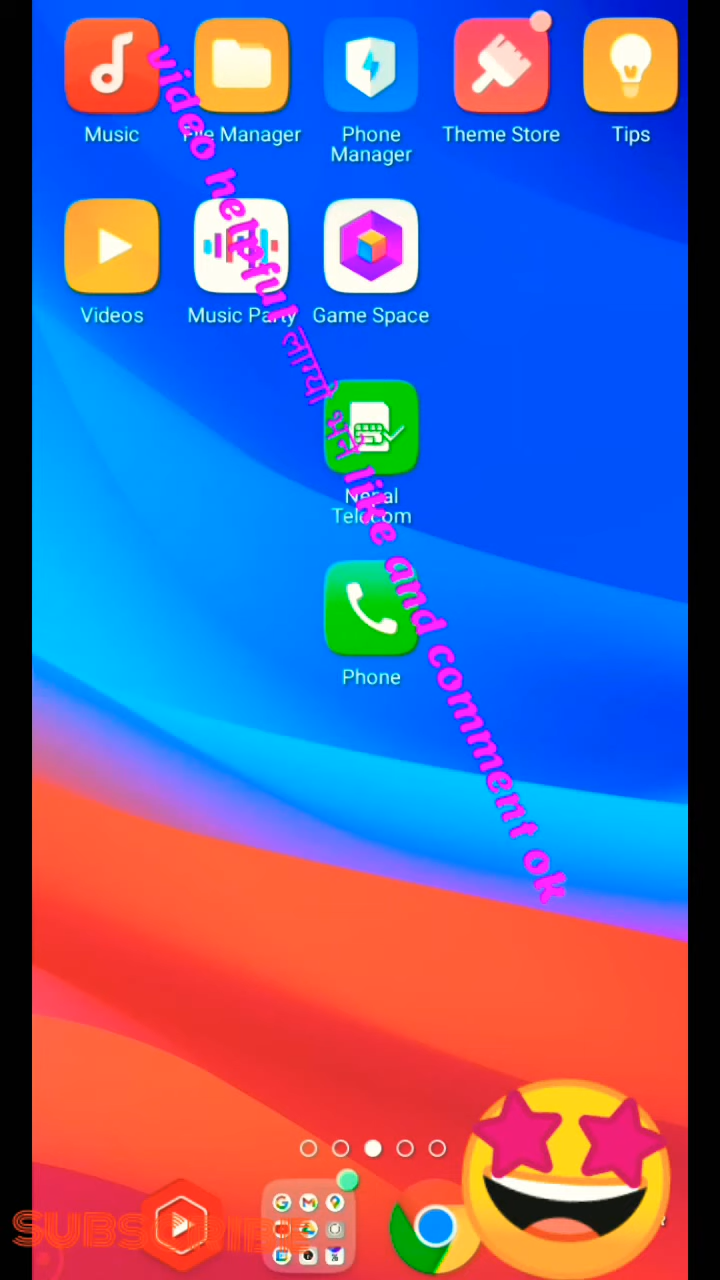 Music
File Manager
Phone
Manager
Theme Store
Tips
Videos
Music Party
Game Space
Nepal
Telecom
Phone
video helpful लाग्यो भने like and comment ok
SUBSCRIBE